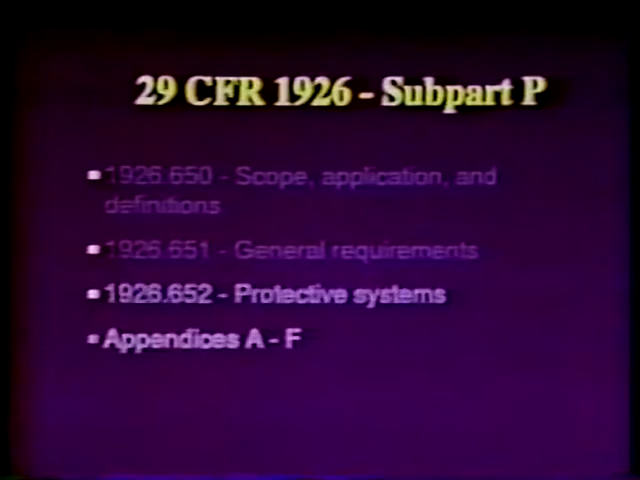 29 CFR 1926 - Subpart P
▪1926.650 - Scope, application, and
definitions
▪1926.651 - General requirements
▪1926.652 - Protective systems
▪Appendices A - F